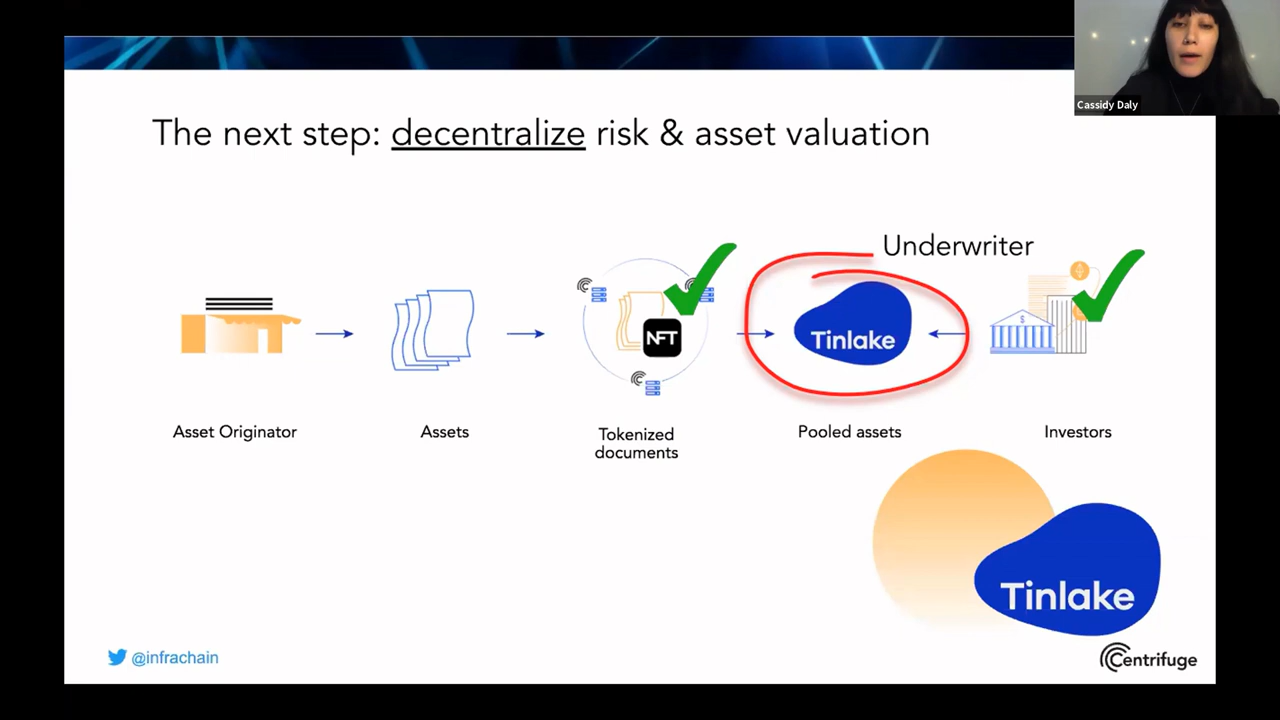 Cassidy Daly
The next step: decentralize risk & asset valuation
Underwriter
NFT
Tinlake
$
Asset Originator
Assets
Tokenized
documents
Pooled assets
Investors
Tinlake
@infrachain
Centrifuge